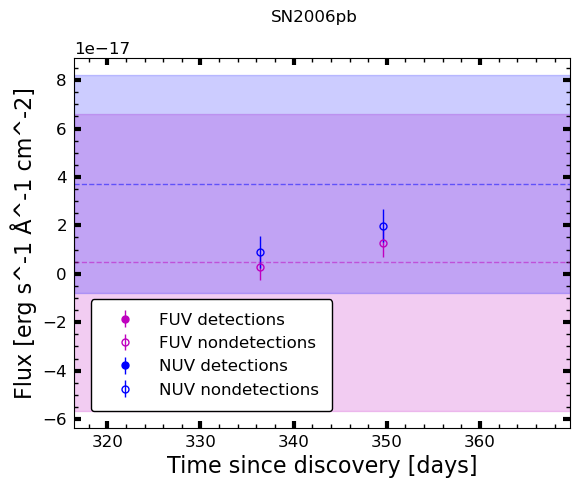 SN2006pb
1e−17
8
6
4
2
0
−2
−4
−6
Flux [erg s^-1 Å^-1 cm^-2]
FUV detections
FUV nondetections
NUV detections
NUV nondetections
320 330 340 350 360
Time since discovery [days]